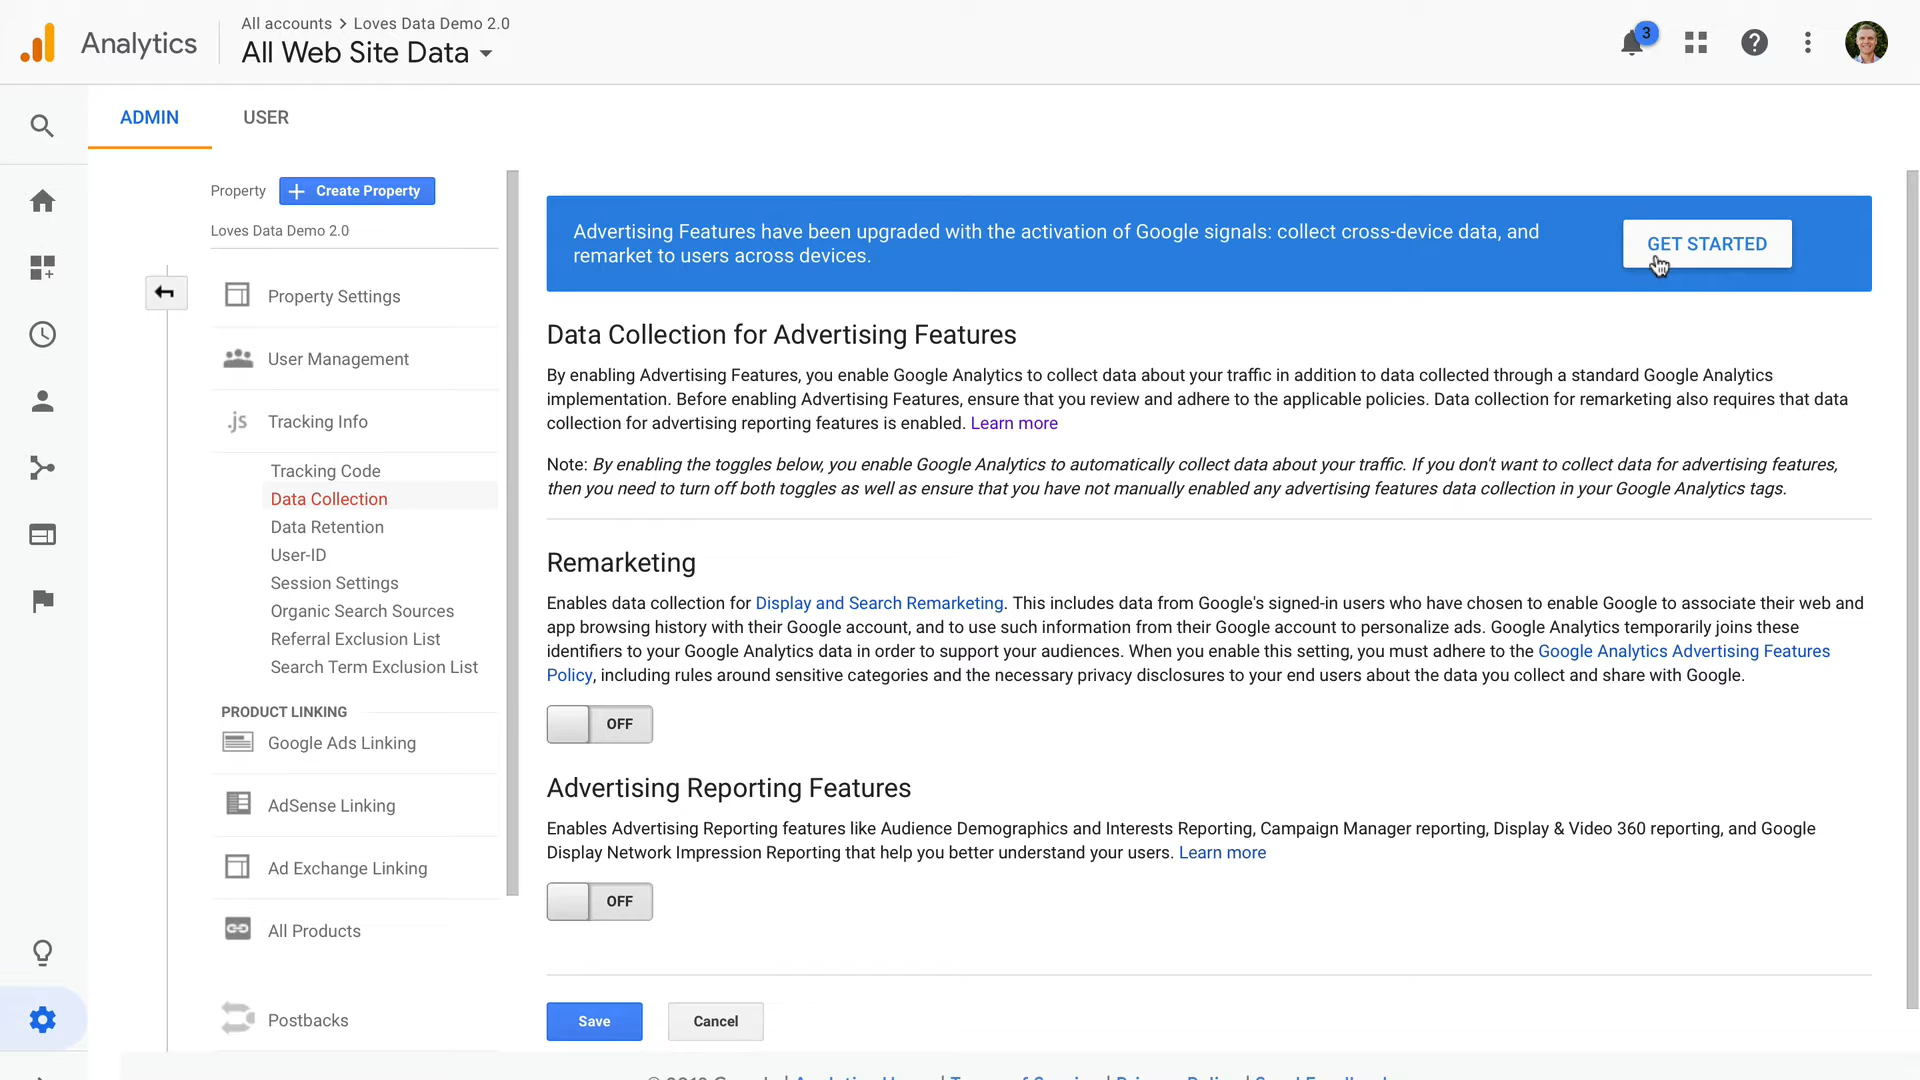 Analytics
All accounts > Loves Data Demo 2.0
All Web Site Data
3
ADMIN
USER
Property
Create Property
Loves Data Demo 2.0
Property Settings
User Management
.js
Tracking Info
Tracking Code
Data Collection
Data Retention
User-ID
Session Settings
Organic Search Sources
Referral Exclusion List
Search Term Exclusion List
PRODUCT LINKING
Google Ads Linking
AdSense Linking
Ad Exchange Linking
All Products
Postbacks
Advertising Features have been upgraded with the activation of Google signals: collect cross-device data, and
remarket to users across devices.
GET STARTED
Data Collection for Advertising Features
By enabling Advertising Features, you enable Google Analytics to collect data about your traffic in addition to data collected through a standard Google Analytics
implementation. Before enabling Advertising Features, ensure that you review and adhere to the applicable policies. Data collection for remarketing also requires that data
collection for advertising reporting features is enabled. Learn more
Note: By enabling the toggles below, you enable Google Analytics to automatically collect data about your traffic. If you don't want to collect data for advertising features,
then you need to turn off both toggles as well as ensure that you have not manually enabled any advertising features data collection in your Google Analytics tags.
Remarketing
Enables data collection for Display and Search Remarketing. This includes data from Google's signed-in users who have chosen to enable Google to associate their web and
app browsing history with their Google account, and to use such information from their Google account to personalize ads. Google Analytics temporarily joins these
identifiers to your Google Analytics data in order to support your audiences. When you enable this setting, you must adhere to the Google Analytics Advertising Features
Policy, including rules around sensitive categories and the necessary privacy disclosures to your end users about the data you collect and share with Google.
OFF
Advertising Reporting Features
Enables Advertising Reporting features like Audience Demographics and Interests Reporting, Campaign Manager reporting, Display & Video 360 reporting, and Google
Display Network Impression Reporting that help you better understand your users. Learn more
OFF
Save
Cancel